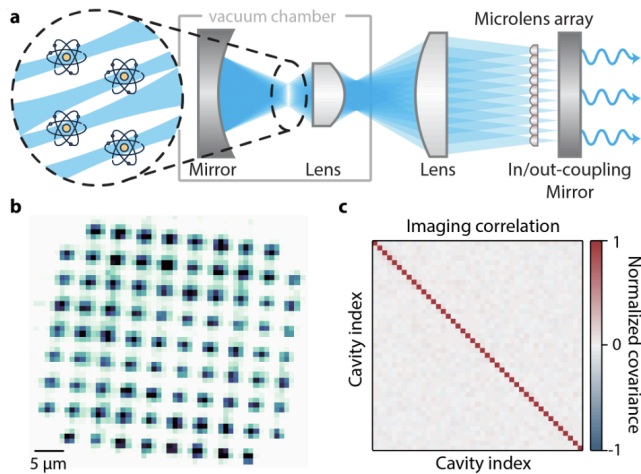 a
vacuum chamber
Microlens array
Mirror
Lens
Lens
In/out-coupling
Mirror
b
5 μm
c
Imaging correlation
Cavity index
Cavity index
1
0
-1
Normalized covariance